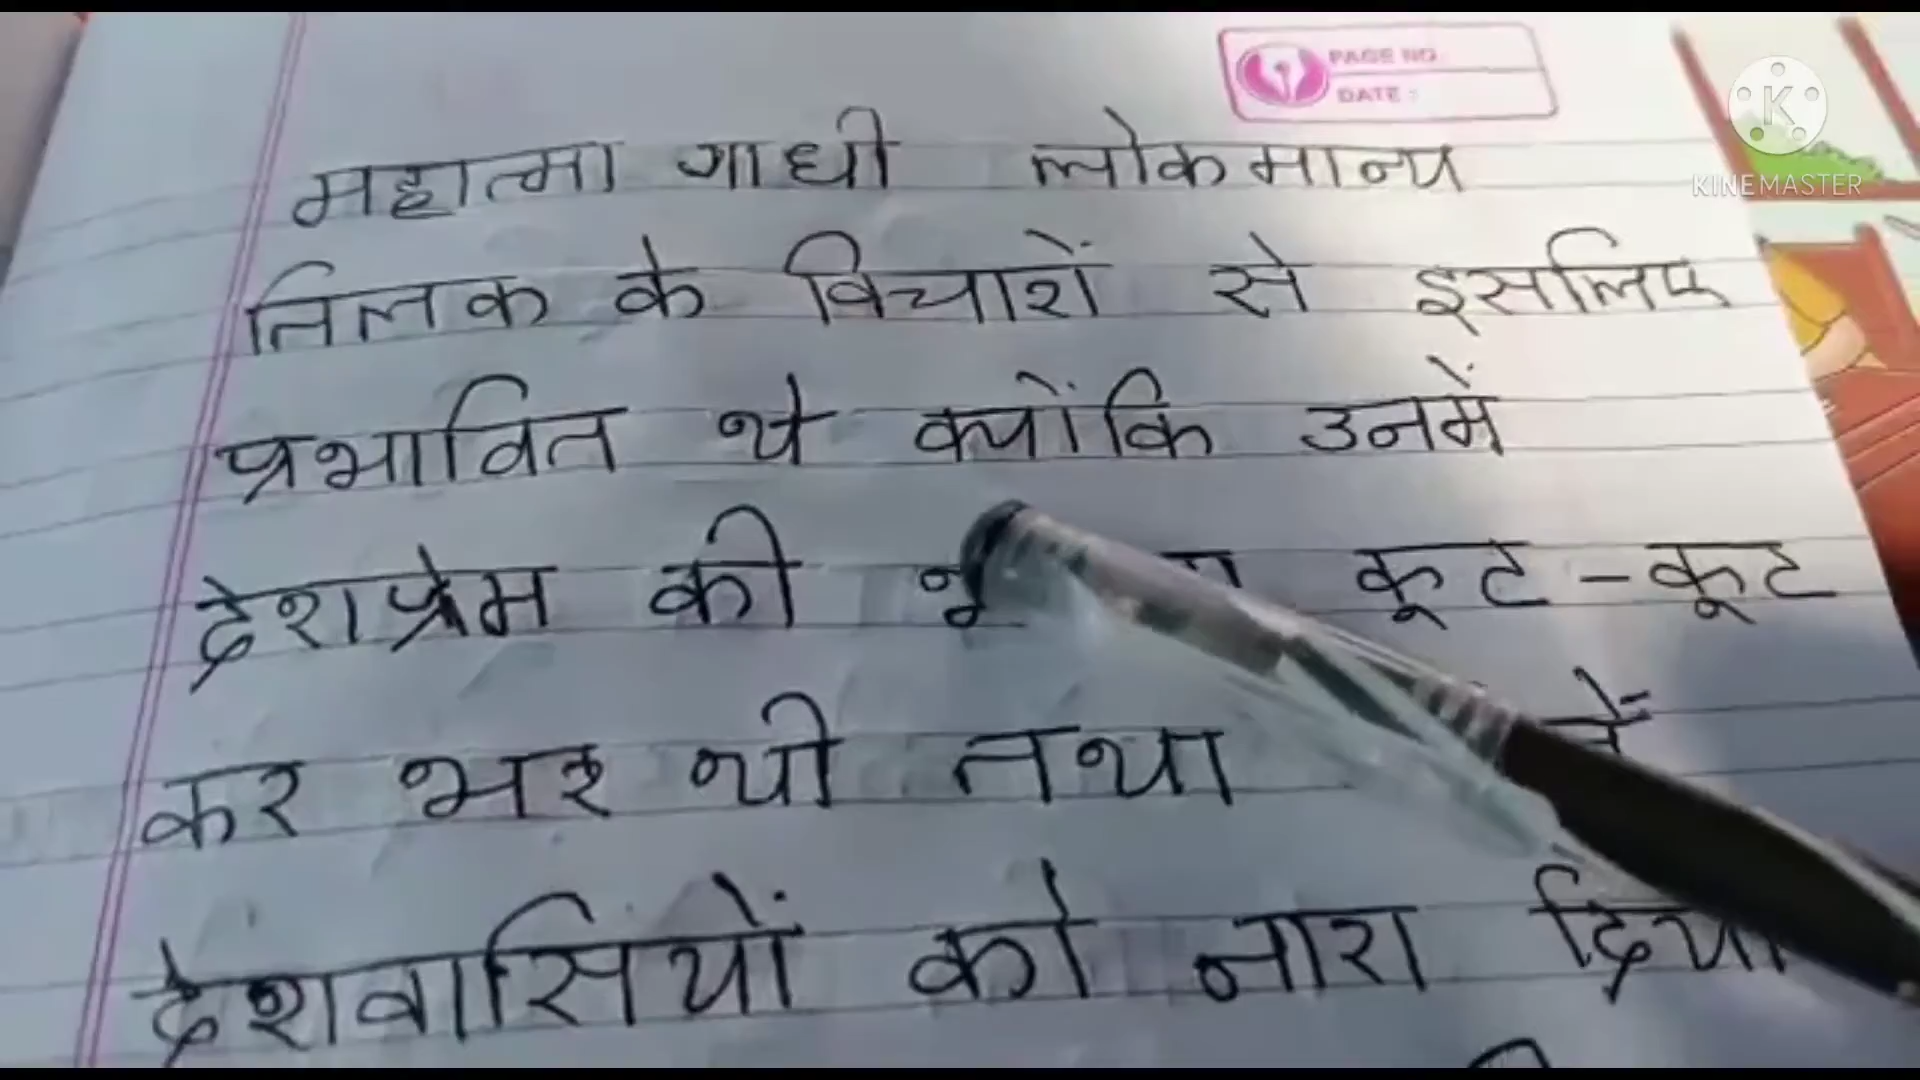 PAGE NO.
DATE :
KINEMASTER
महात्मा गाधी लोकमान्य
तिलक के विचारों से इसलिए
प्रभावित थे क्योंकि उनमें
देशप्रेम की कूट-कूट
कर भर थी तथा
देशवासियों को नारा दिया